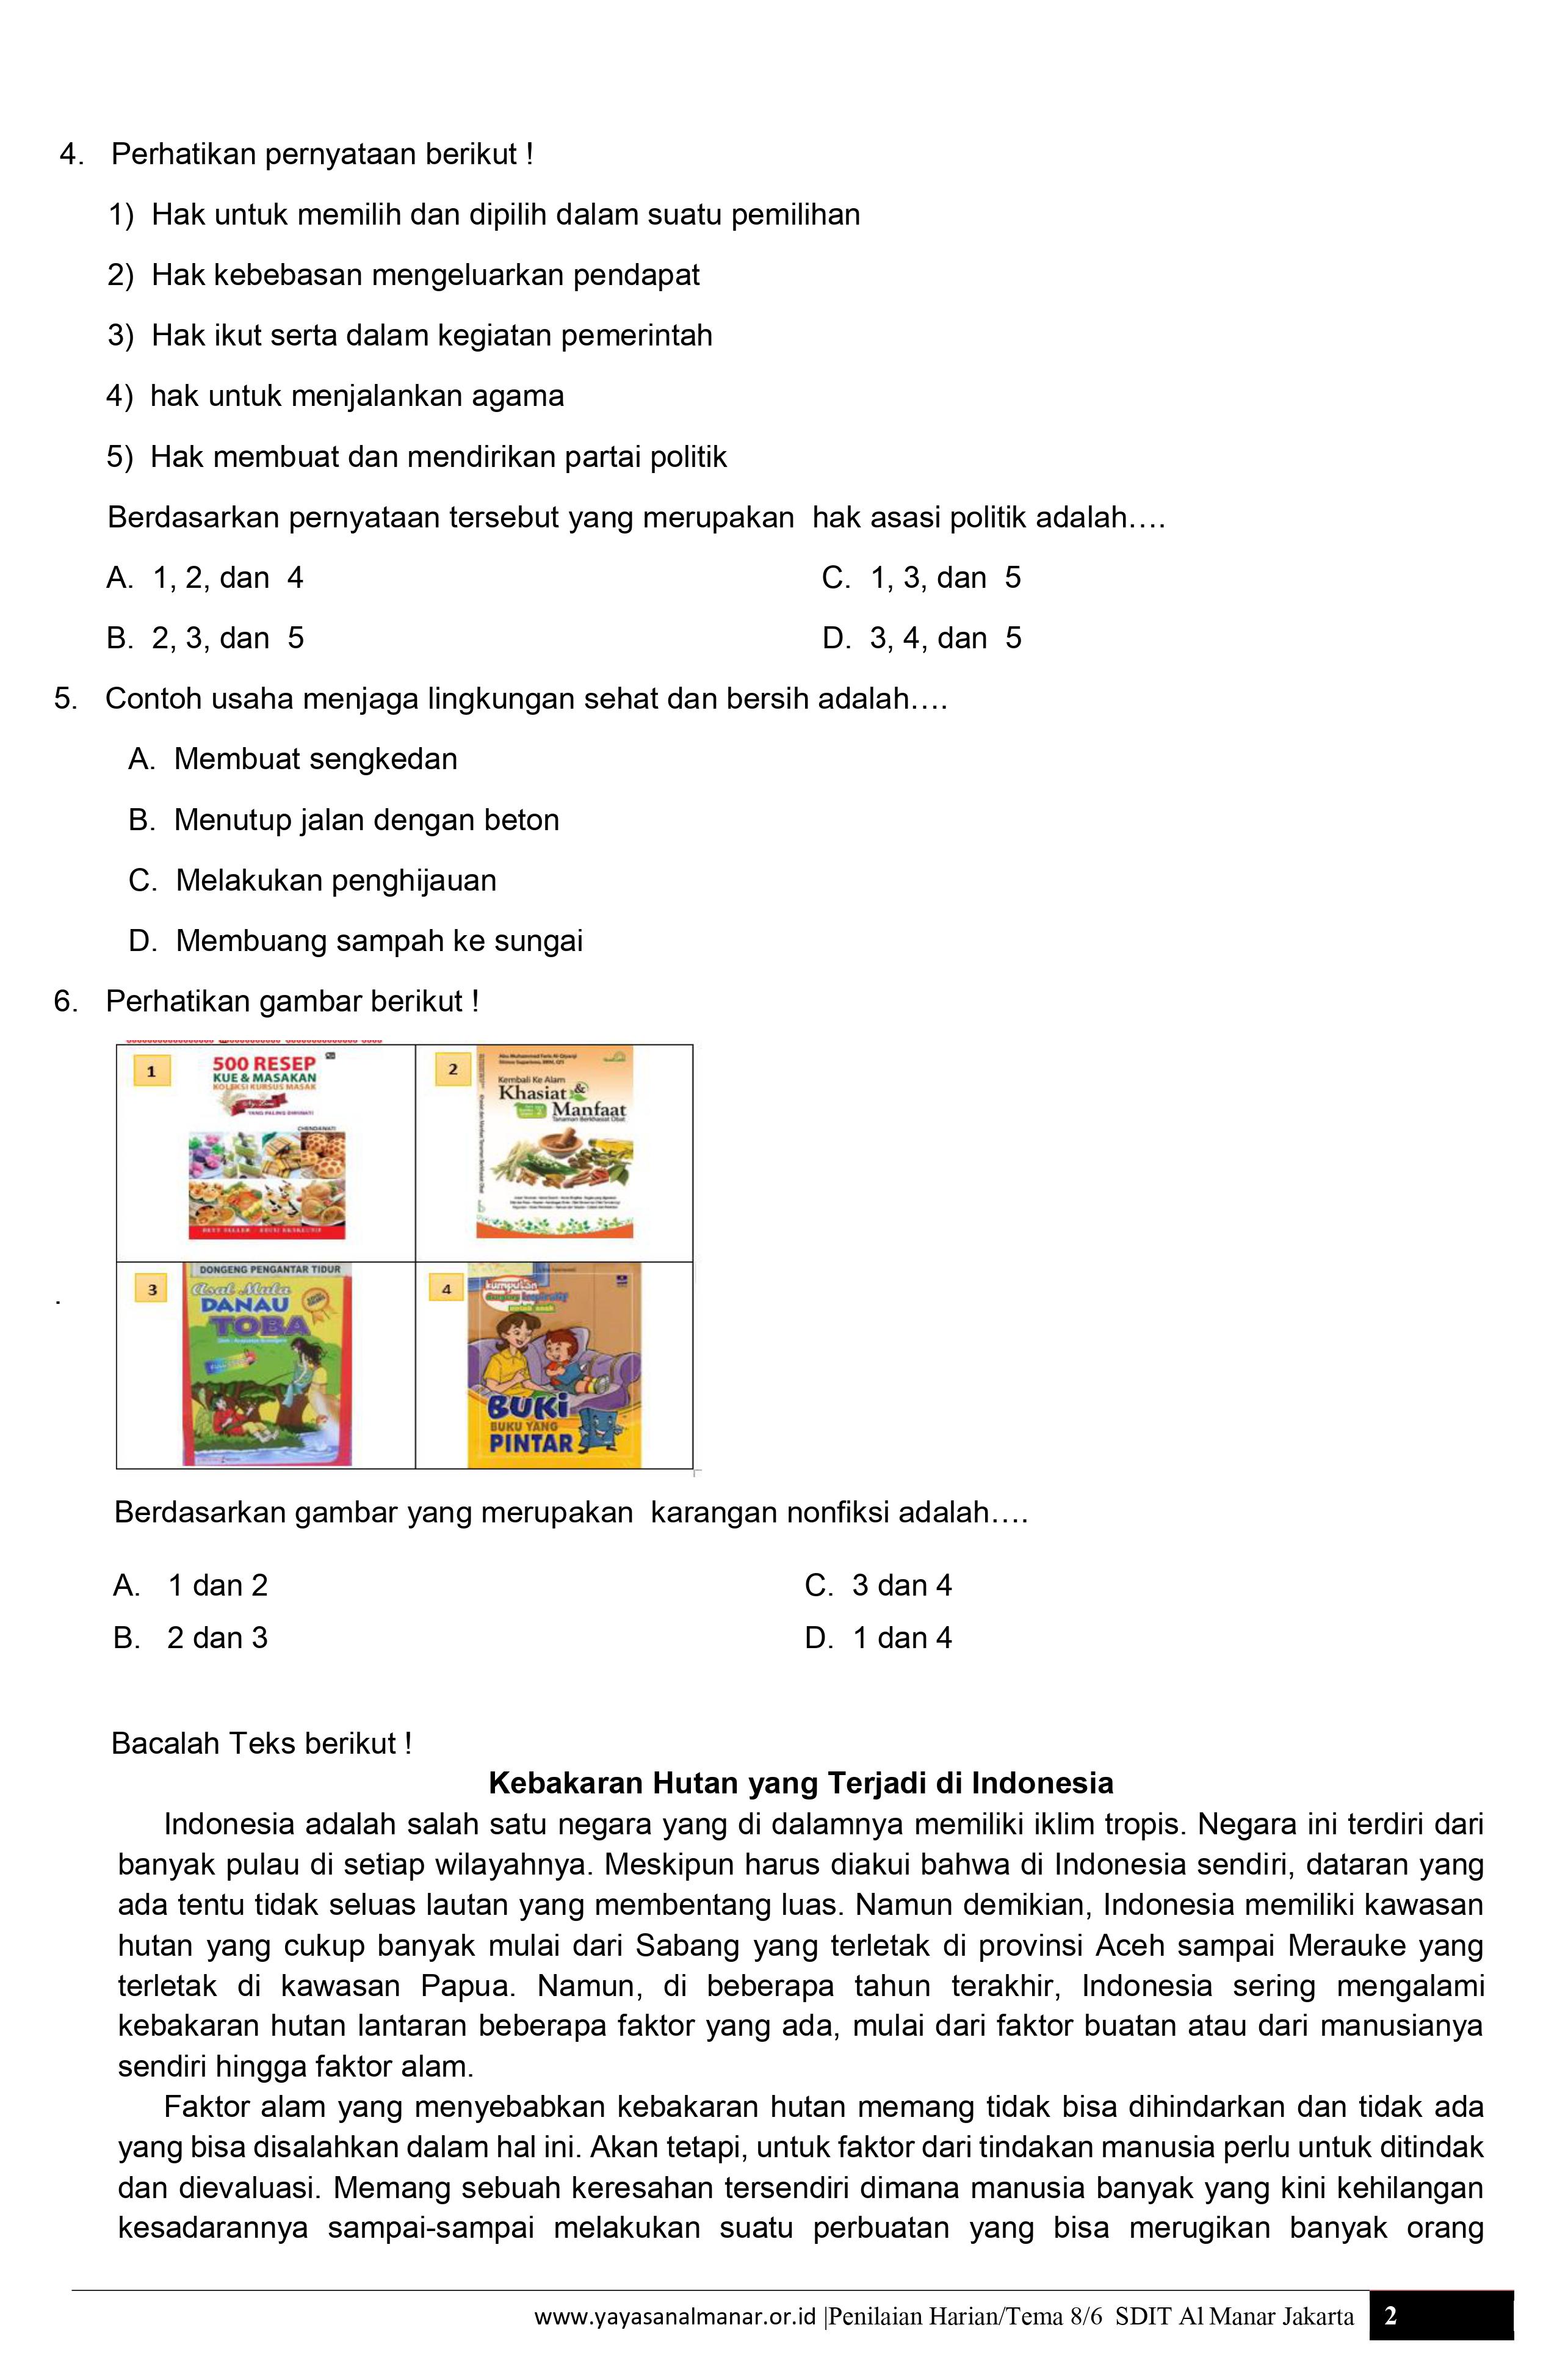 4. Perhatikan pernyataan berikut !
1) Hak untuk memilih dan dipilih dalam suatu pemilihan
2) Hak kebebasan mengeluarkan pendapat
3) Hak ikut serta dalam kegiatan pemerintah
4) hak untuk menjalankan agama
5) Hak membuat dan mendirikan partai politik
Berdasarkan pernyataan tersebut yang merupakan hak asasi politik adalah….
A. 1, 2, dan 4 C. 1, 3, dan 5
B. 2, 3, dan 5 D. 3, 4, dan 5
5. Contoh usaha menjaga lingkungan sehat dan bersih adalah….
A. Membuat sengkedan
B. Menutup jalan dengan beton
C. Melakukan penghijauan
D. Membuang sampah ke sungai
6. Perhatikan gambar berikut !
1
500 RESEP
KUE & MASAKAN
KOLEKSI KURSUS MASAK
YANG PALING DIMINATI
CHENDAWATI
2
Kembali Ke Alam
Khasiat &
Manfaat
Tanaman Berkhasiat Obat
3
DONGENG PENGANTAR TIDUR
Asal Mula
DANAU
TOBA
4
kumpulan
dongeng inspiratif
untuk anak
BUKi
BUKU YANG
PINTAR
.
Berdasarkan gambar yang merupakan karangan nonfiksi adalah….
A. 1 dan 2 C. 3 dan 4
B. 2 dan 3 D. 1 dan 4
Bacalah Teks berikut !
Kebakaran Hutan yang Terjadi di Indonesia
Indonesia adalah salah satu negara yang di dalamnya memiliki iklim tropis. Negara ini terdiri dari
banyak pulau di setiap wilayahnya. Meskipun harus diakui bahwa di Indonesia sendiri, dataran yang
ada tentu tidak seluas lautan yang membentang luas. Namun demikian, Indonesia memiliki kawasan
hutan yang cukup banyak mulai dari Sabang yang terletak di provinsi Aceh sampai Merauke yang
terletak di kawasan Papua. Namun, di beberapa tahun terakhir, Indonesia sering mengalami
kebakaran hutan lantaran beberapa faktor yang ada, mulai dari faktor buatan atau dari manusianya
sendiri hingga faktor alam.
Faktor alam yang menyebabkan kebakaran hutan memang tidak bisa dihindarkan dan tidak ada
yang bisa disalahkan dalam hal ini. Akan tetapi, untuk faktor dari tindakan manusia perlu untuk ditindak
dan dievaluasi. Memang sebuah keresahan tersendiri dimana manusia banyak yang kini kehilangan
kesadarannya sampai-sampai melakukan suatu perbuatan yang bisa merugikan banyak orang
www.yayasanalmanar.or.id |Penilaian Harian/Tema 8/6 SDIT Al Manar Jakarta 2